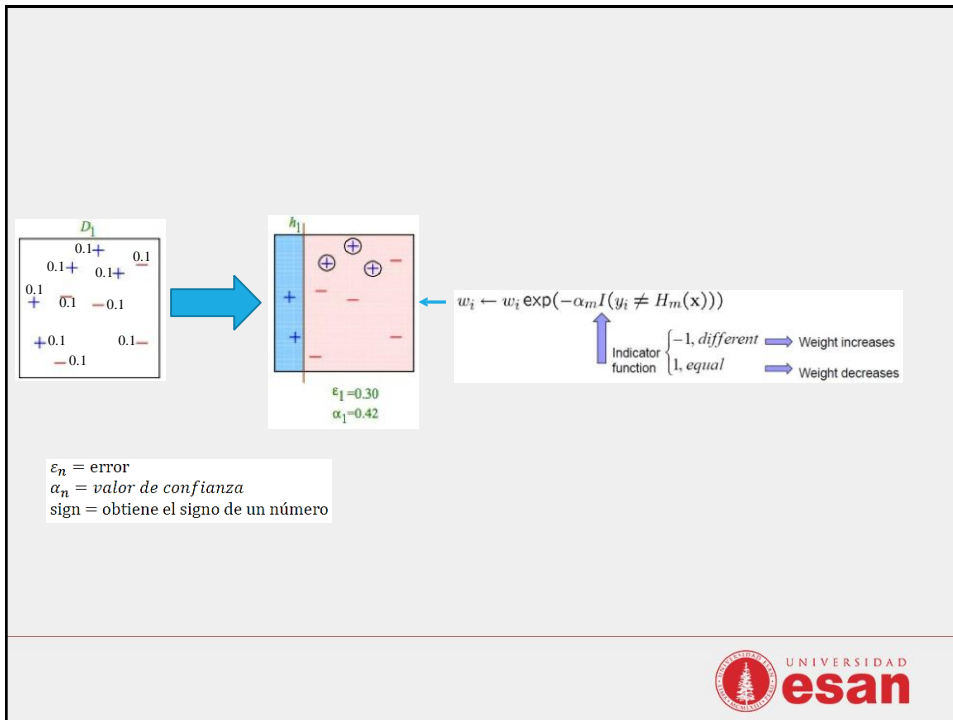 D₁
0.1+
0.1
0.1+
0.1+
0.1
0.1
0.1
+0.1
0.1
0.1
h₁
ε₁=0.30
α₁=0.42
wᵢ ← wᵢ exp(−αₘI(yᵢ ≠ Hₘ(x)))
Indicator function { −1, different Weight increases
1, equal Weight decreases
εₙ = error
αₙ = valor de confianza
sign = obtiene el signo de un número
UNIVERSIDAD
esan